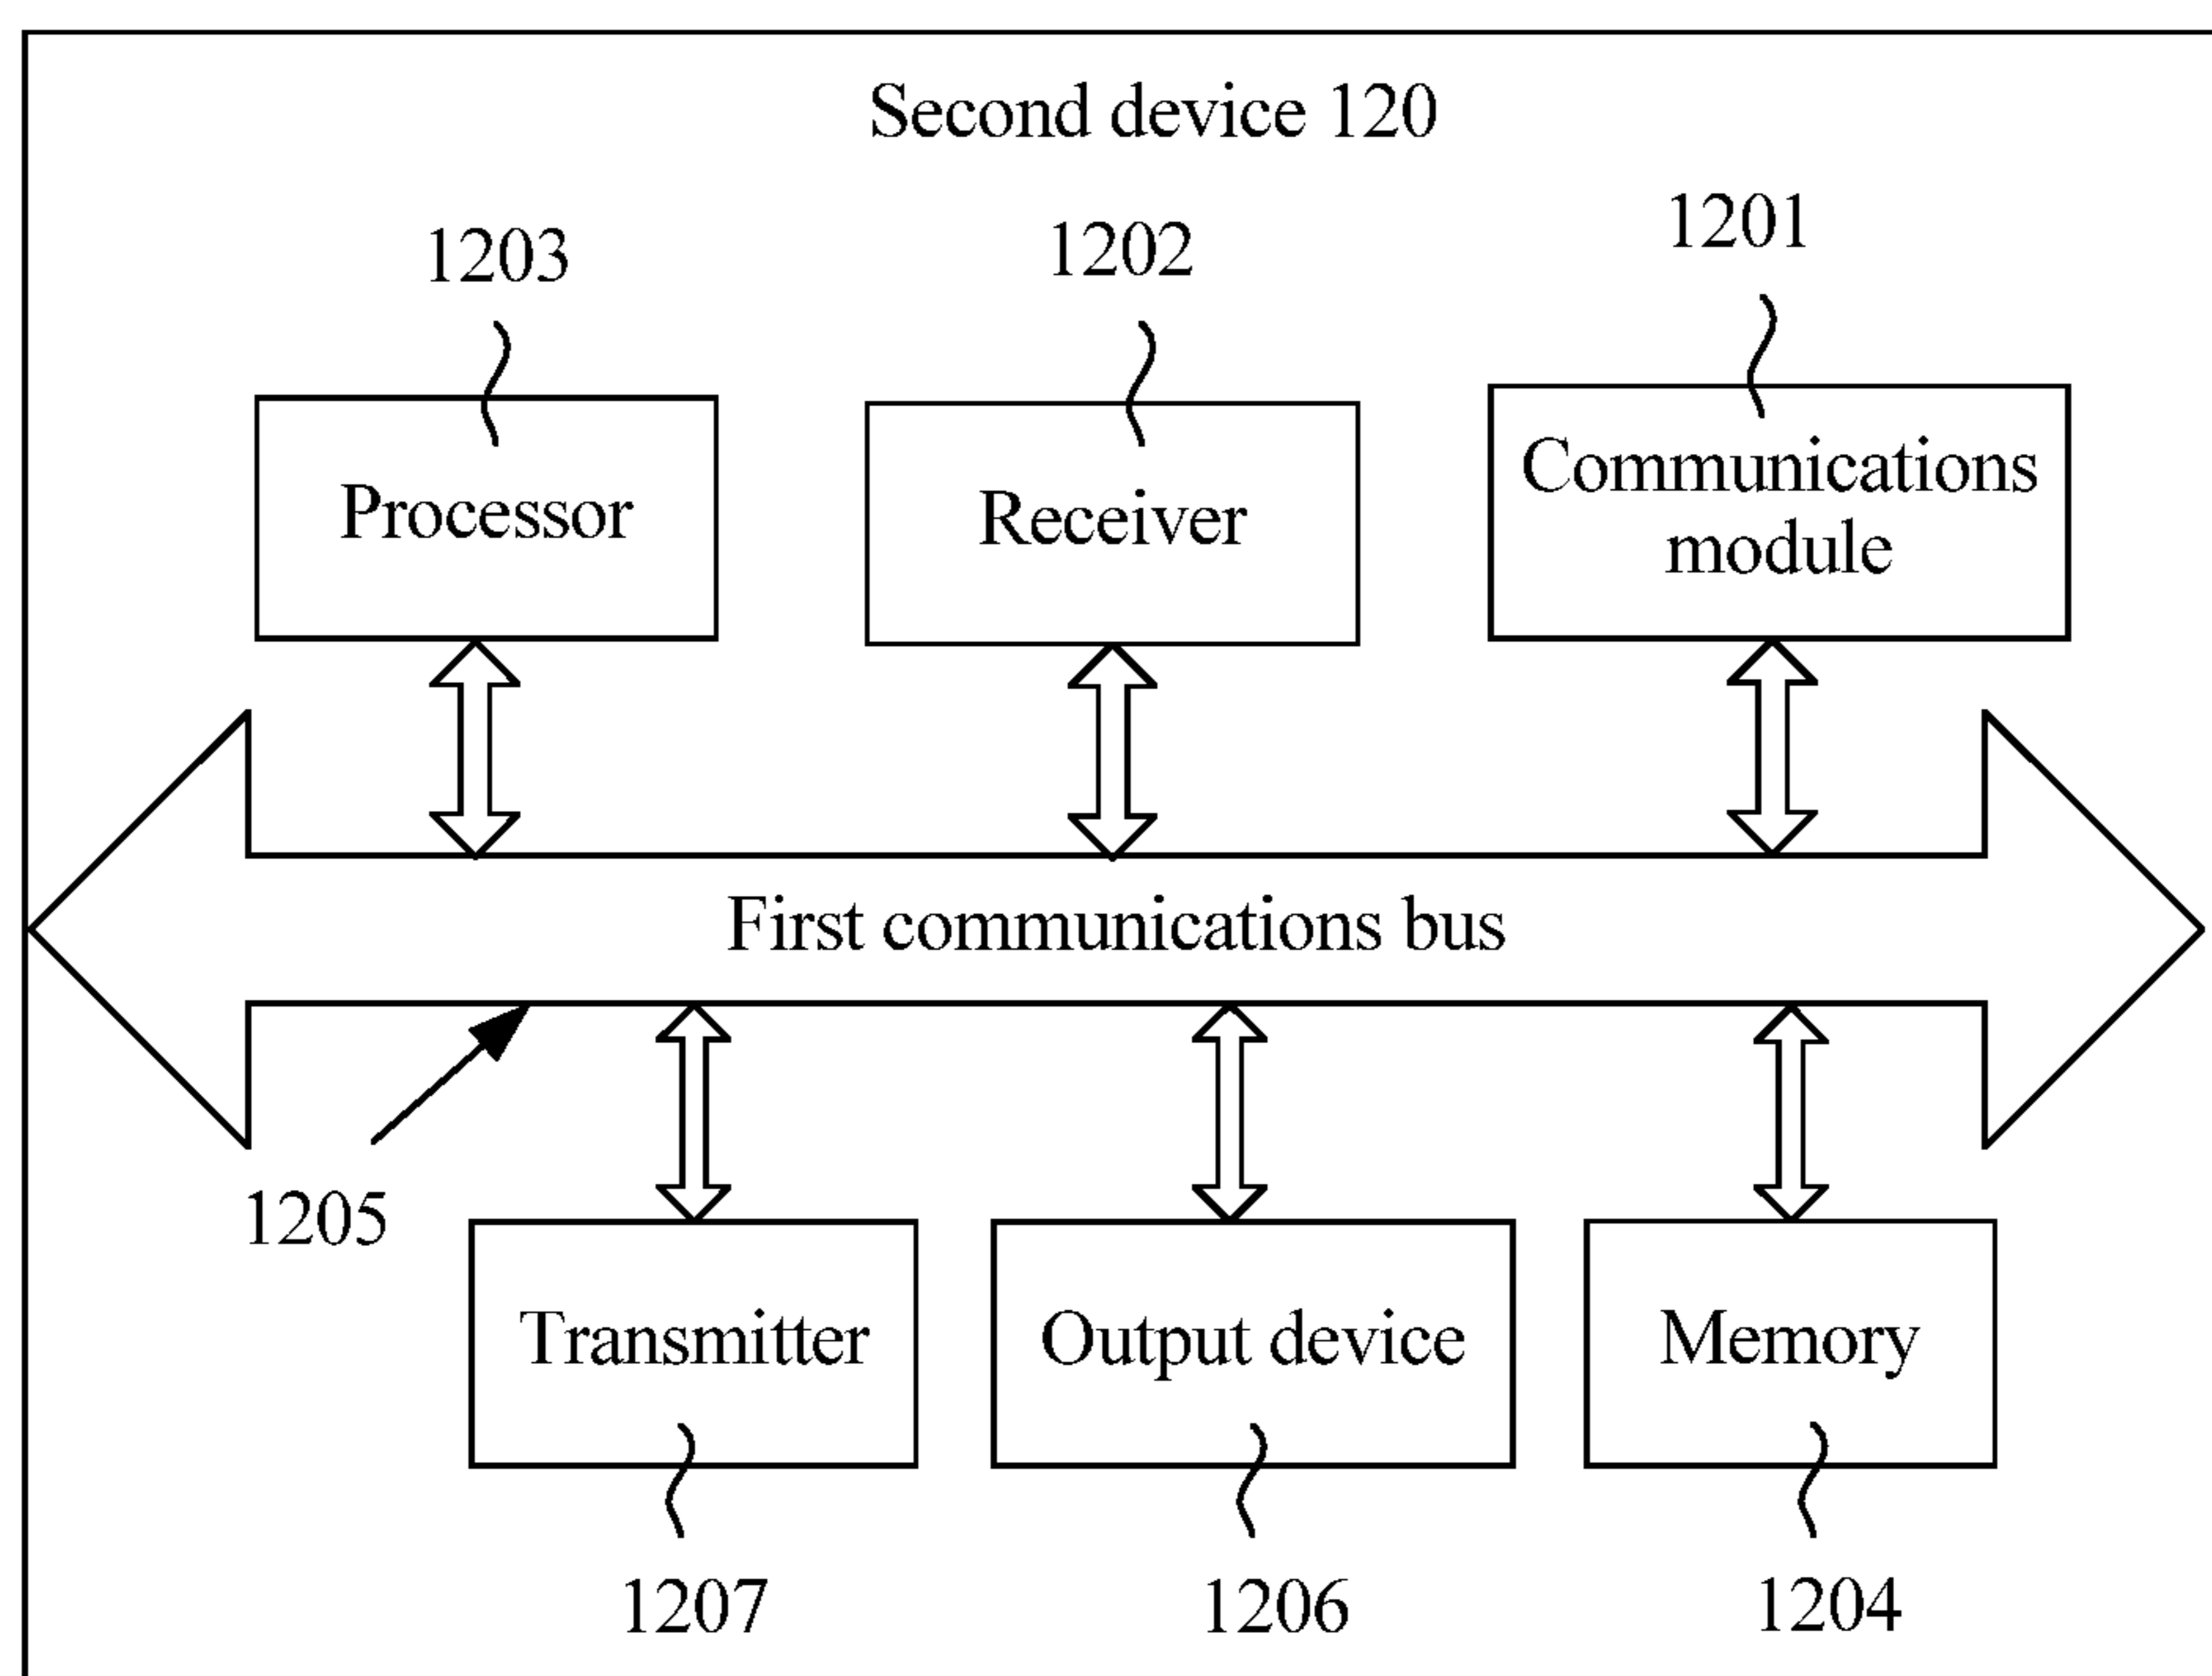 Second device 120
1203
1202
1201
Processor
Receiver
Communications
module
First communications bus
1205
Transmitter
Output device
Memory
1207
1206
1204